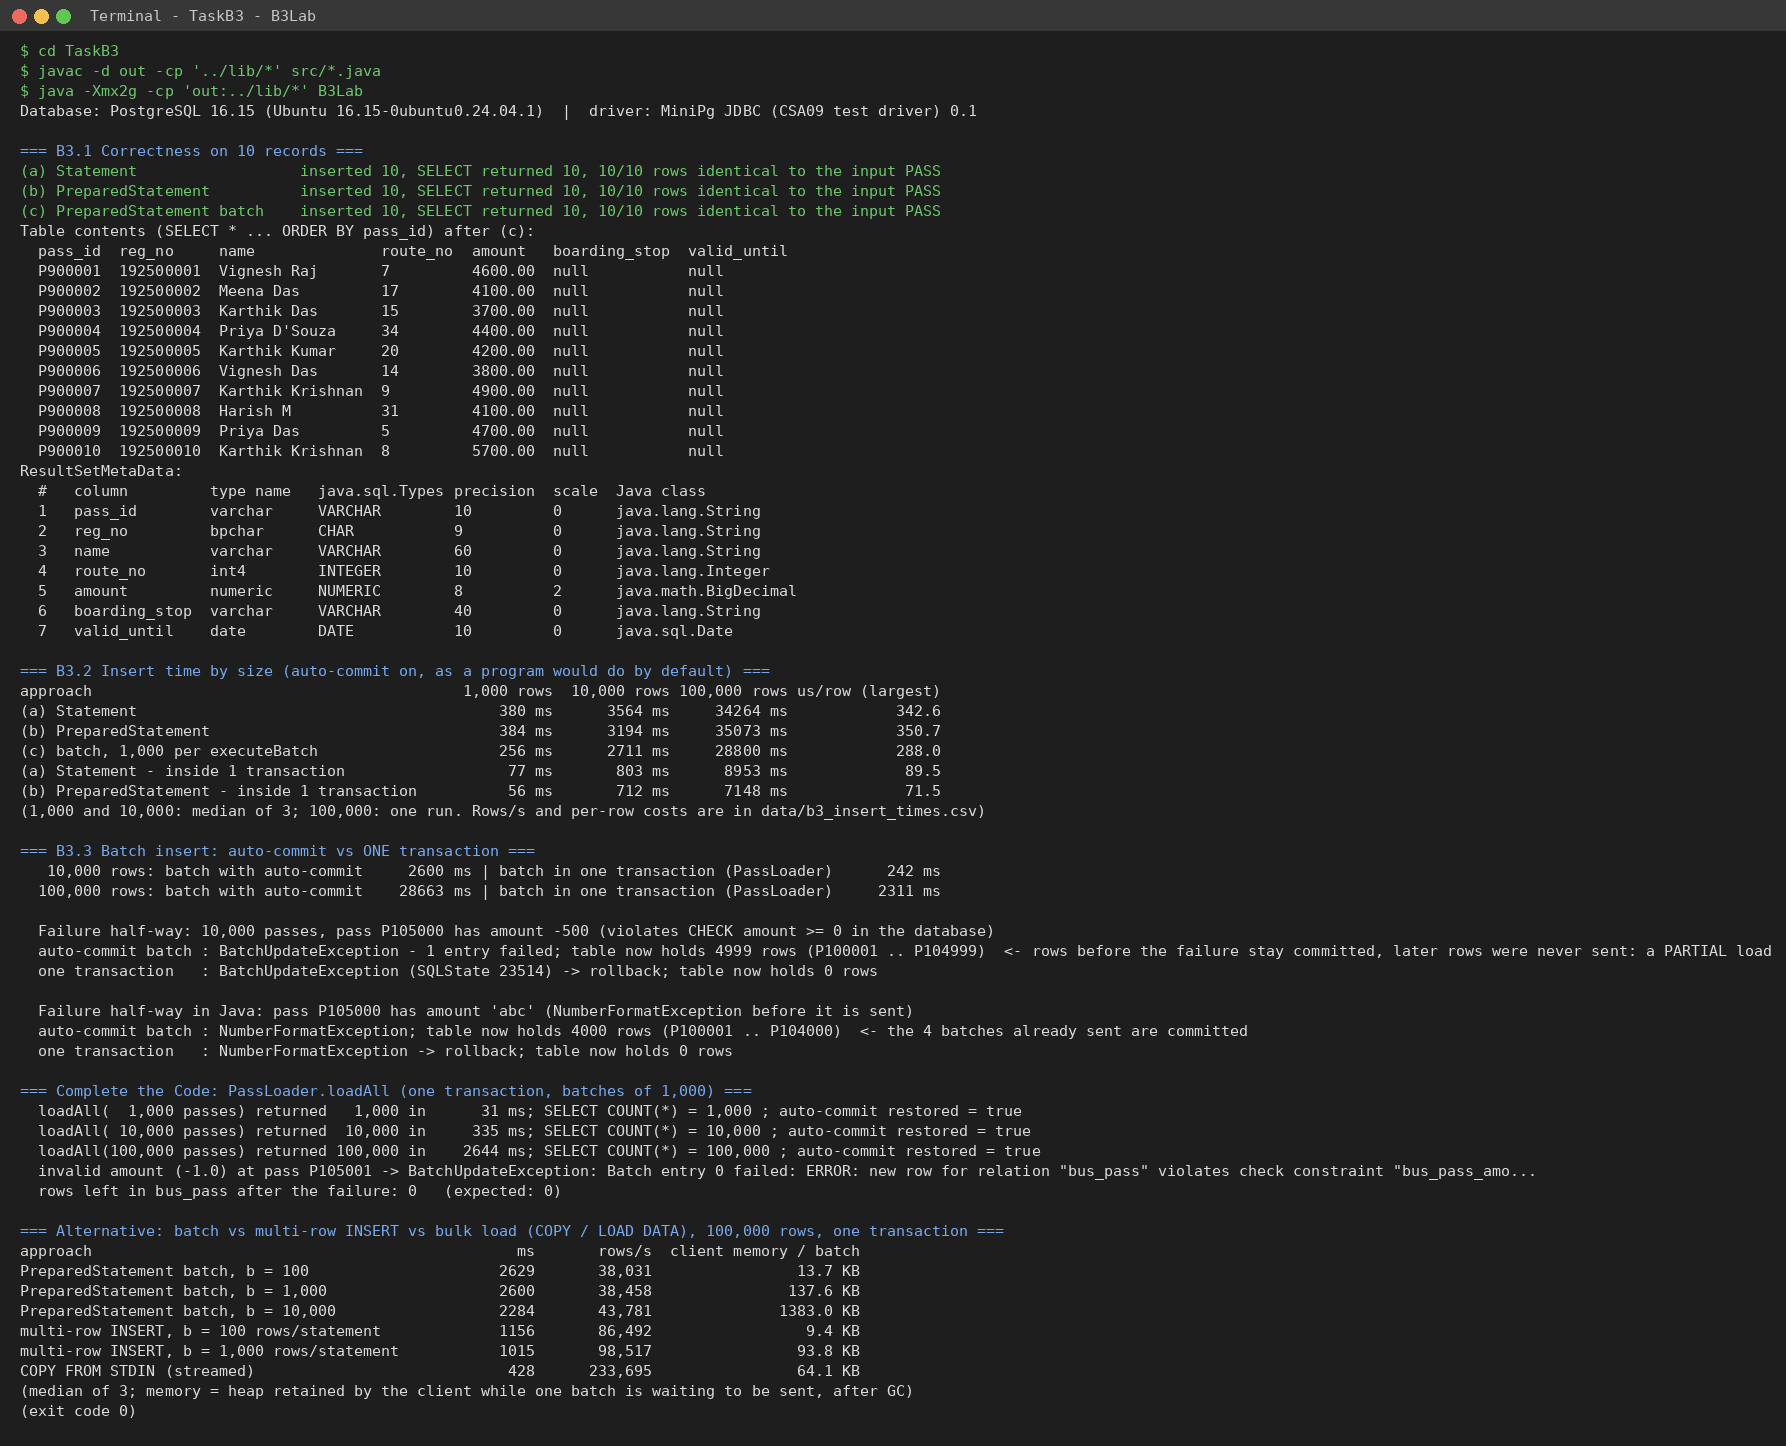 Terminal - TaskB3 - B3Lab
$ cd TaskB3
$ javac -d out -cp '../lib/*' src/*.java
$ java -Xmx2g -cp 'out:../lib/*' B3Lab
Database: PostgreSQL 16.15 (Ubuntu 16.15-0ubuntu0.24.04.1)  |  driver: MiniPg JDBC (CSA09 test driver) 0.1

=== B3.1 Correctness on 10 records ===
(a) Statement                  inserted 10, SELECT returned 10, 10/10 rows identical to the input PASS
(b) PreparedStatement          inserted 10, SELECT returned 10, 10/10 rows identical to the input PASS
(c) PreparedStatement batch    inserted 10, SELECT returned 10, 10/10 rows identical to the input PASS
Table contents (SELECT * ... ORDER BY pass_id) after (c):
  pass_id  reg_no     name              route_no  amount   boarding_stop  valid_until
  P900001  192500001  Vignesh Raj       7         4600.00  null           null
  P900002  192500002  Meena Das         17        4100.00  null           null
  P900003  192500003  Karthik Das       15        3700.00  null           null
  P900004  192500004  Priya D'Souza     34        4400.00  null           null
  P900005  192500005  Karthik Kumar     20        4200.00  null           null
  P900006  192500006  Vignesh Das       14        3800.00  null           null
  P900007  192500007  Karthik Krishnan  9         4900.00  null           null
  P900008  192500008  Harish M          31        4100.00  null           null
  P900009  192500009  Priya Das         5         4700.00  null           null
  P900010  192500010  Karthik Krishnan  8         5700.00  null           null
ResultSetMetaData:
  #   column         type name   java.sql.Types precision  scale  Java class
  1   pass_id        varchar     VARCHAR        10         0      java.lang.String
  2   reg_no         bpchar      CHAR           9          0      java.lang.String
  3   name           varchar     VARCHAR        60         0      java.lang.String
  4   route_no       int4        INTEGER        10         0      java.lang.Integer
  5   amount         numeric     NUMERIC        8          2      java.math.BigDecimal
  6   boarding_stop  varchar     VARCHAR        40         0      java.lang.String
  7   valid_until    date        DATE           10         0      java.sql.Date

=== B3.2 Insert time by size (auto-commit on, as a program would do by default) ===
approach                                         1,000 rows  10,000 rows 100,000 rows us/row (largest)
(a) Statement                                        380 ms      3564 ms     34264 ms            342.6
(b) PreparedStatement                                384 ms      3194 ms     35073 ms            350.7
(c) batch, 1,000 per executeBatch                    256 ms      2711 ms     28800 ms            288.0
(a) Statement - inside 1 transaction                  77 ms       803 ms      8953 ms             89.5
(b) PreparedStatement - inside 1 transaction          56 ms       712 ms      7148 ms             71.5
(1,000 and 10,000: median of 3; 100,000: one run. Rows/s and per-row costs are in data/b3_insert_times.csv)

=== B3.3 Batch insert: auto-commit vs ONE transaction ===
   10,000 rows: batch with auto-commit     2600 ms | batch in one transaction (PassLoader)      242 ms
  100,000 rows: batch with auto-commit    28663 ms | batch in one transaction (PassLoader)     2311 ms

  Failure half-way: 10,000 passes, pass P105000 has amount -500 (violates CHECK amount >= 0 in the database)
  auto-commit batch : BatchUpdateException - 1 entry failed; table now holds 4999 rows (P100001 .. P104999)  <- rows before the failure stay committed, later rows were never sent: a PARTIAL load
  one transaction   : BatchUpdateException (SQLState 23514) -> rollback; table now holds 0 rows

  Failure half-way in Java: pass P105000 has amount 'abc' (NumberFormatException before it is sent)
  auto-commit batch : NumberFormatException; table now holds 4000 rows (P100001 .. P104000)  <- the 4 batches already sent are committed
  one transaction   : NumberFormatException -> rollback; table now holds 0 rows

=== Complete the Code: PassLoader.loadAll (one transaction, batches of 1,000) ===
  loadAll(  1,000 passes) returned   1,000 in      31 ms; SELECT COUNT(*) = 1,000 ; auto-commit restored = true
  loadAll( 10,000 passes) returned  10,000 in     335 ms; SELECT COUNT(*) = 10,000 ; auto-commit restored = true
  loadAll(100,000 passes) returned 100,000 in    2644 ms; SELECT COUNT(*) = 100,000 ; auto-commit restored = true
  invalid amount (-1.0) at pass P105001 -> BatchUpdateException: Batch entry 0 failed: ERROR: new row for relation "bus_pass" violates check constraint "bus_pass_amo...
  rows left in bus_pass after the failure: 0   (expected: 0)

=== Alternative: batch vs multi-row INSERT vs bulk load (COPY / LOAD DATA), 100,000 rows, one transaction ===
approach                                               ms       rows/s  client memory / batch
PreparedStatement batch, b = 100                     2629       38,031                13.7 KB
PreparedStatement batch, b = 1,000                   2600       38,458               137.6 KB
PreparedStatement batch, b = 10,000                  2284       43,781              1383.0 KB
multi-row INSERT, b = 100 rows/statement             1156       86,492                 9.4 KB
multi-row INSERT, b = 1,000 rows/statement           1015       98,517                93.8 KB
COPY FROM STDIN (streamed)                            428      233,695                64.1 KB
(median of 3; memory = heap retained by the client while one batch is waiting to be sent, after GC)
(exit code 0)